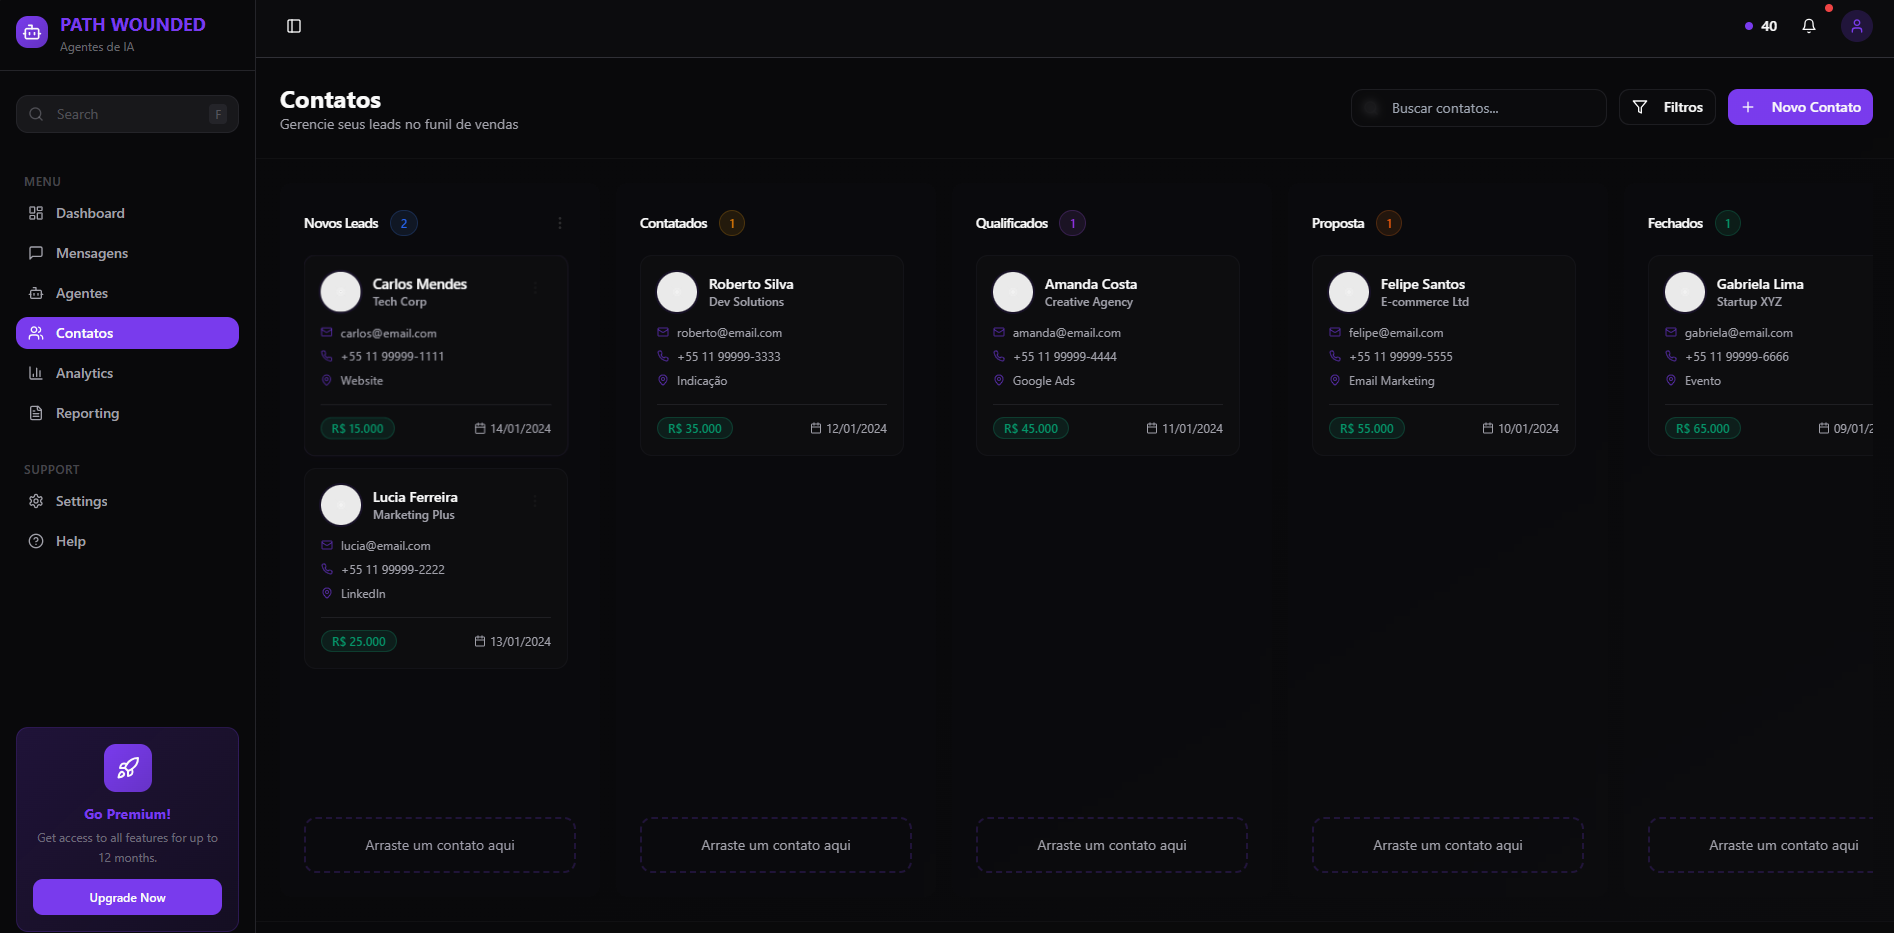 PATH WOUNDED
Agentes de IA
Search
F
MENU
Dashboard
Mensagens
Agentes
Contatos
Analytics
Reporting
SUPPORT
Settings
Help
Go Premium!
Get access to all features for up to
12 months.
Upgrade Now
40
Contatos
Gerencie seus leads no funil de vendas
Buscar contatos...
Filtros
Novo Contato
Novos Leads
2
Carlos Mendes
Tech Corp
carlos@email.com
+55 11 99999-1111
Website
R$ 15.000
14/01/2024
Lucia Ferreira
Marketing Plus
lucia@email.com
+55 11 99999-2222
LinkedIn
R$ 25.000
13/01/2024
Arraste um contato aqui
Contatados
1
Roberto Silva
Dev Solutions
roberto@email.com
+55 11 99999-3333
Indicação
R$ 35.000
12/01/2024
Arraste um contato aqui
Qualificados
1
Amanda Costa
Creative Agency
amanda@email.com
+55 11 99999-4444
Google Ads
R$ 45.000
11/01/2024
Arraste um contato aqui
Proposta
1
Felipe Santos
E-commerce Ltd
felipe@email.com
+55 11 99999-5555
Email Marketing
R$ 55.000
10/01/2024
Arraste um contato aqui
Fechados
1
Gabriela Lima
Startup XYZ
gabriela@email.com
+55 11 99999-6666
Evento
R$ 65.000
09/01/2
Arraste um contato aqui